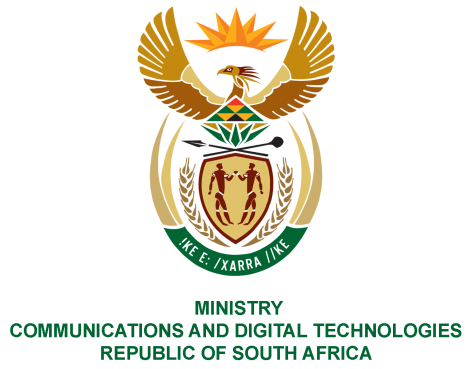 !KE E: /XARRA //KE
MINISTRY
COMMUNICATIONS AND DIGITAL TECHNOLOGIES
REPUBLIC OF SOUTH AFRICA